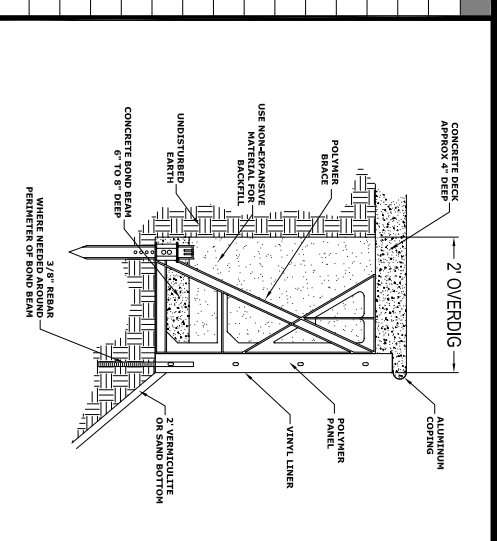 CONCRETE DECK
APPROX 4" DEEP
2' OVERDIG
ALUMINUM
COPING
POLYMER
BRACE
USE NON-EXPANSIVE
MATERIAL FOR
BACKFILL
UNDISTURBED
EARTH
CONCRETE BOND BEAM
6" TO 8" DEEP
POLYMER
PANEL
VINYL LINER
3/8" REBAR
WHERE NEEDED AROUND
PERIMETER OF BOND BEAM
2' VERMICULITE
OR SAND BOTTOM